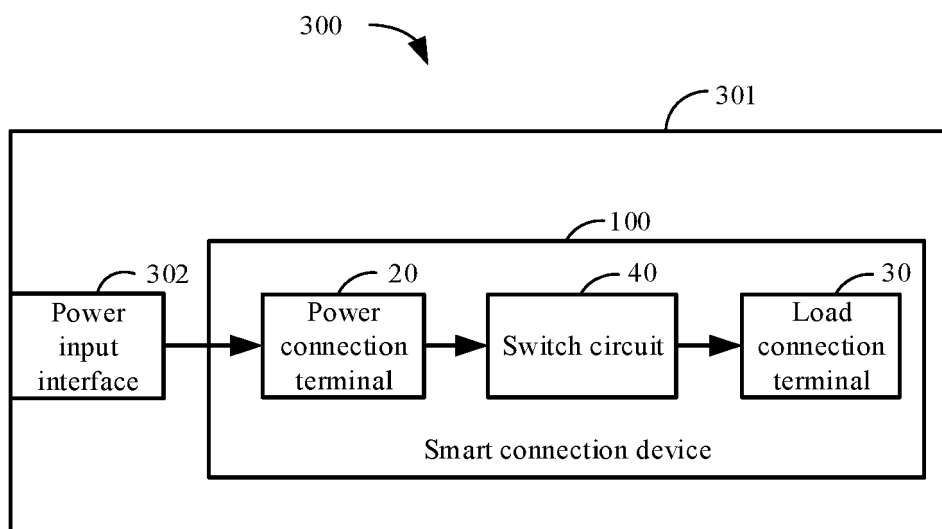 300
301
100
302
20
40
30
Power
input
interface
Power
connection
terminal
Switch circuit
Load
connection
terminal
Smart connection device